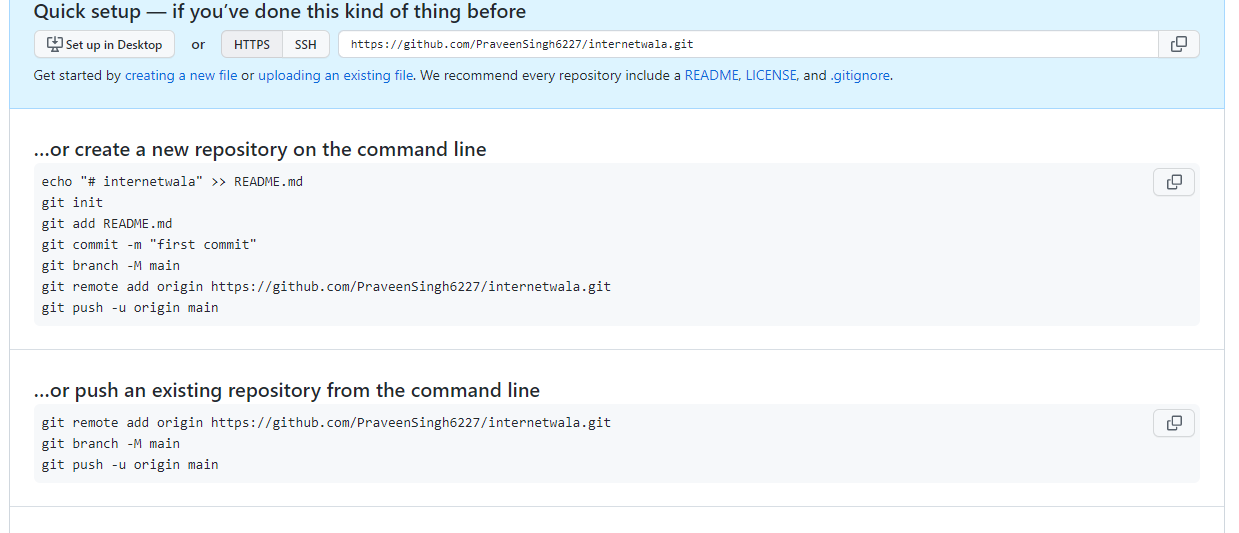 Quick setup — if you’ve done this kind of thing before
Set up in Desktop or HTTPS SSH https://github.com/PraveenSingh6227/internetwala.git
Get started by creating a new file or uploading an existing file. We recommend every repository include a README, LICENSE, and .gitignore.
…or create a new repository on the command line
echo "# internetwala" >> README.md
git init
git add README.md
git commit -m "first commit"
git branch -M main
git remote add origin https://github.com/PraveenSingh6227/internetwala.git
git push -u origin main
…or push an existing repository from the command line
git remote add origin https://github.com/PraveenSingh6227/internetwala.git
git branch -M main
git push -u origin main